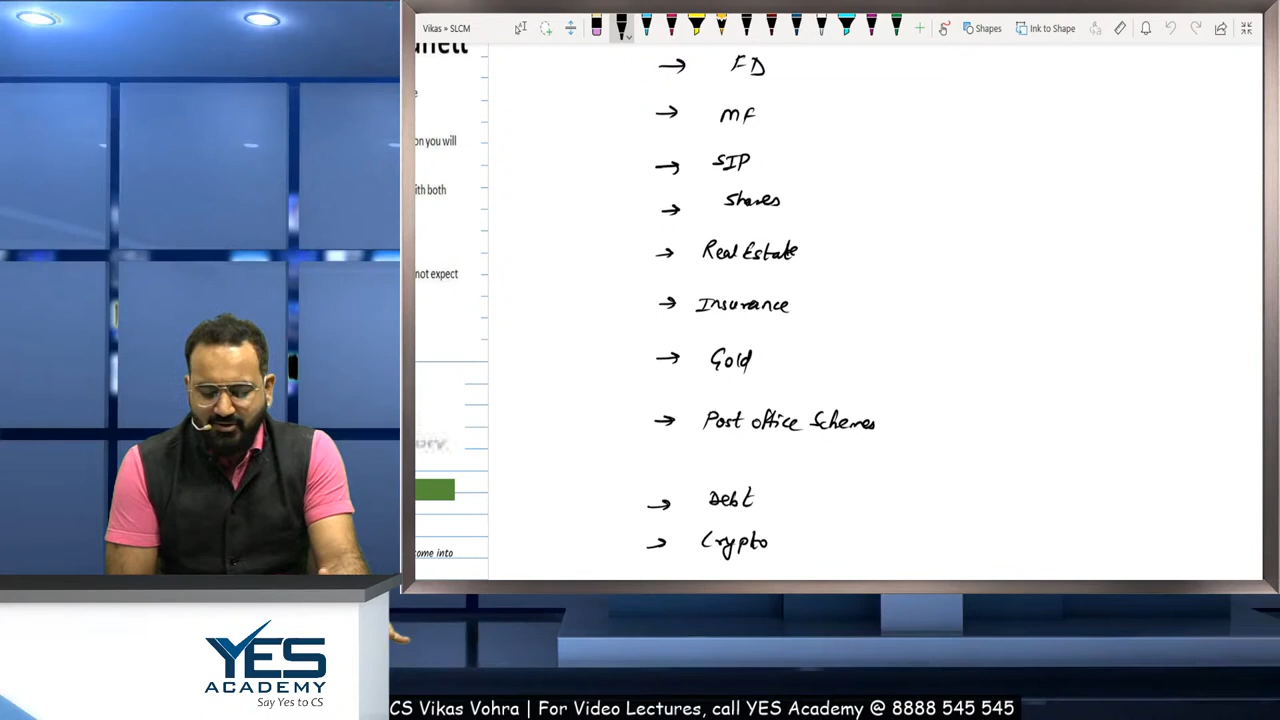 Vikas » SLCM
Shapes
Ink to Shape
on you will
ith both
not expect
ome into
→ FD
→ MF
→ SIP
→ Shares
→ Real Estate
→ Insurance
→ Gold
→ Post office Schemes
→ Debt
→ Crypto
YES
ACADEMY
Say Yes to CS
CS Vikas Vohra | For Video Lectures, call YES Academy @ 8888 545 545